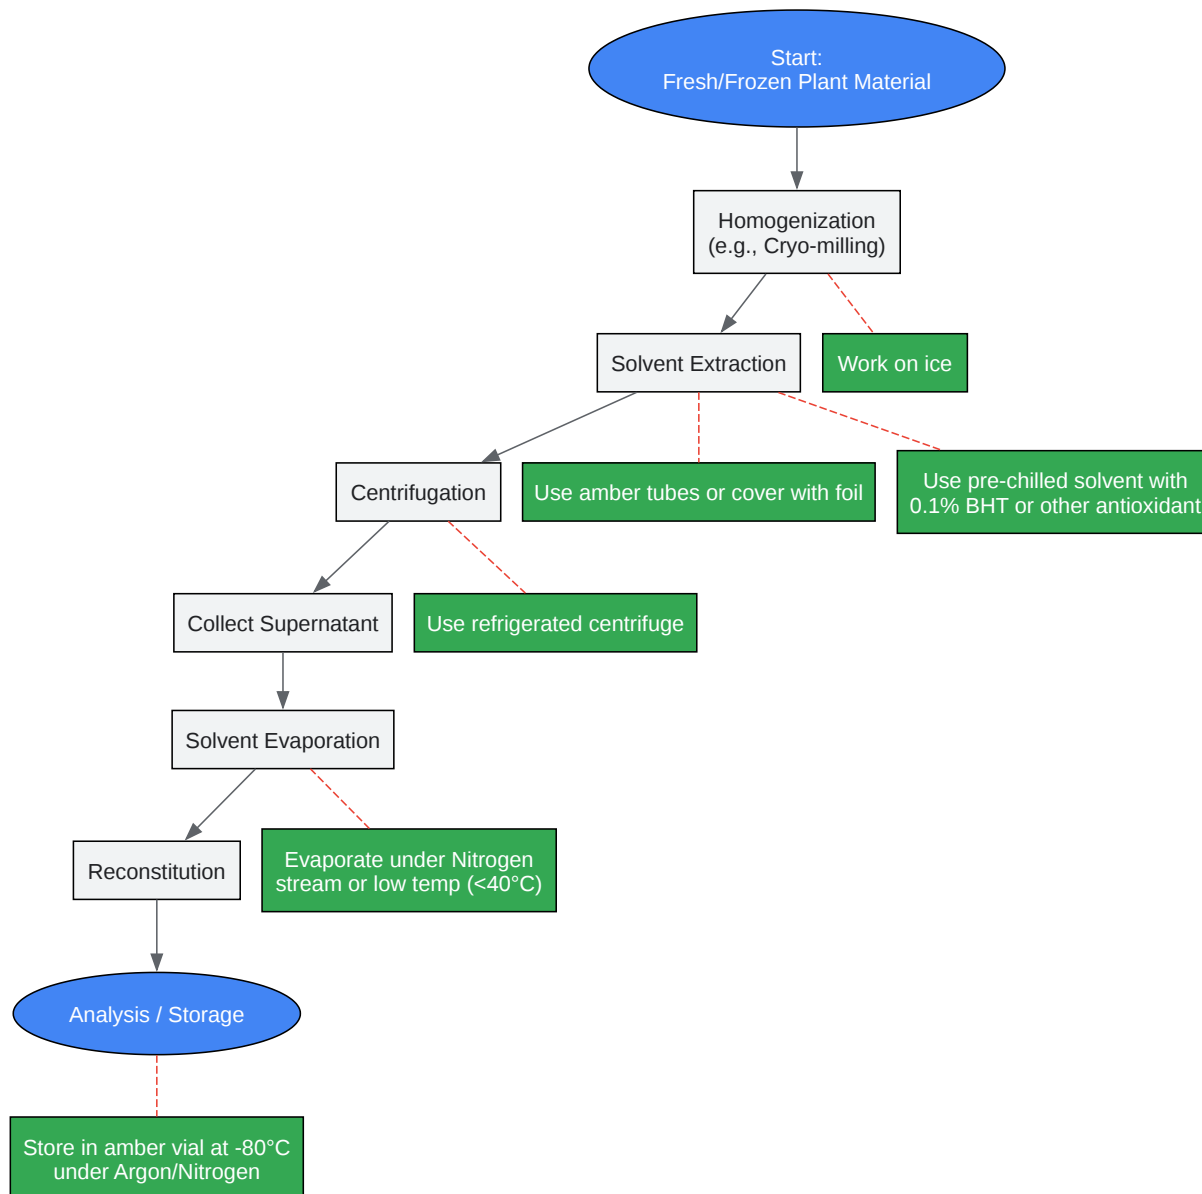 Start:
Fresh/Frozen Plant Material
Homogenization
(e.g., Cryo-milling)
Solvent Extraction
Work on ice
Centrifugation
Use amber tubes or cover with foil
Use pre-chilled solvent with
0.1% BHT or other antioxidant
Collect Supernatant
Use refrigerated centrifuge
Solvent Evaporation
Reconstitution
Evaporate under Nitrogen
stream or low temp (<40°C)
Analysis / Storage
Store in amber vial at -80°C
under Argon/Nitrogen